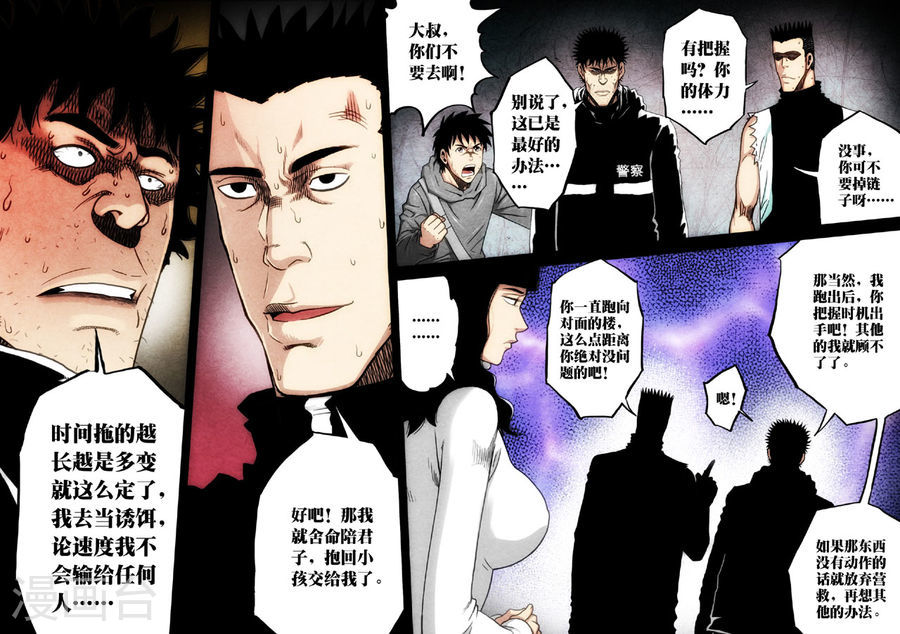 时间拖的越
长越是多变
就这么定了，
我去当诱饵，
论速度我不
会输给任何
人……
好吧！那我
就舍命陪君
子，抱回小
孩交给我了。
大叔，
你们不
要去啊！
别说了，
这已是
最好的
办法…
……
警察
有把握
吗？你
的体力
……
没事，
你可不
要掉链
子呀……
……
……
你一直跑向
对面的楼，
这么点距离
你绝对没问
题的吧！
嗯！
那当然，我
跑出后，你
把握时机出
手吧！其他
的我就顾不
了了。
如果那东西
没有动作的
话就放弃营
救，再想其
他的办法。
漫画台